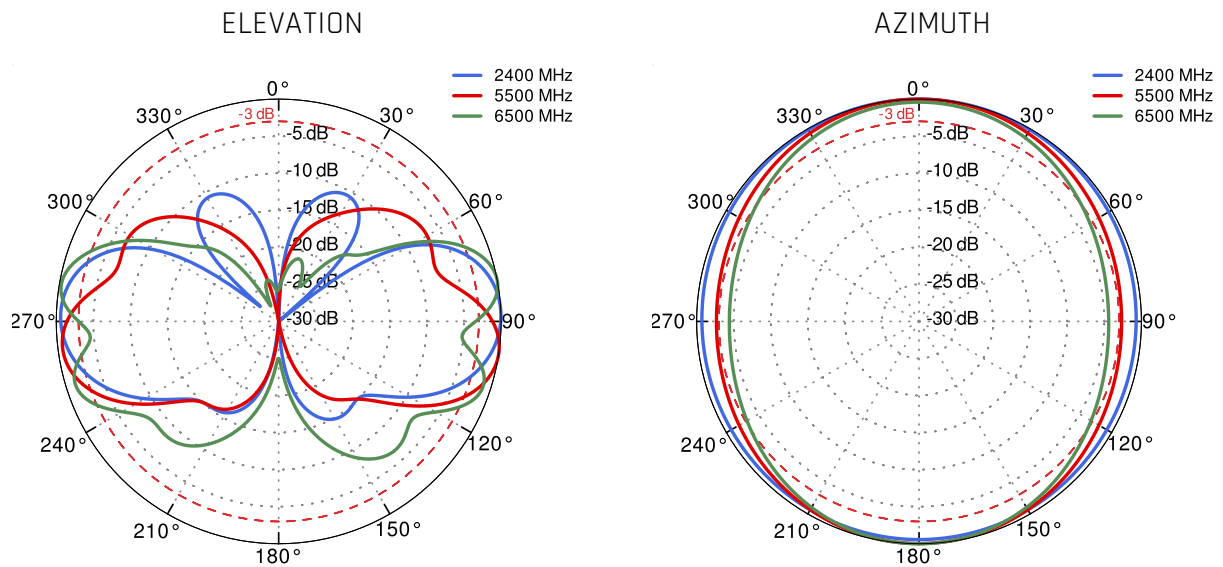 ELEVATION
2400 MHz
5500 MHz
6500 MHz
0°
30°
60°
90°
120°
150°
180°
210°
240°
270°
300°
330°
-3 dB
-5 dB
-10 dB
-15 dB
-20 dB
-25 dB
-30 dB
AZIMUTH
2400 MHz
5500 MHz
6500 MHz
0°
30°
60°
90°
120°
150°
180°
210°
240°
270°
300°
330°
-3 dB
-5 dB
-10 dB
-15 dB
-20 dB
-25 dB
-30 dB